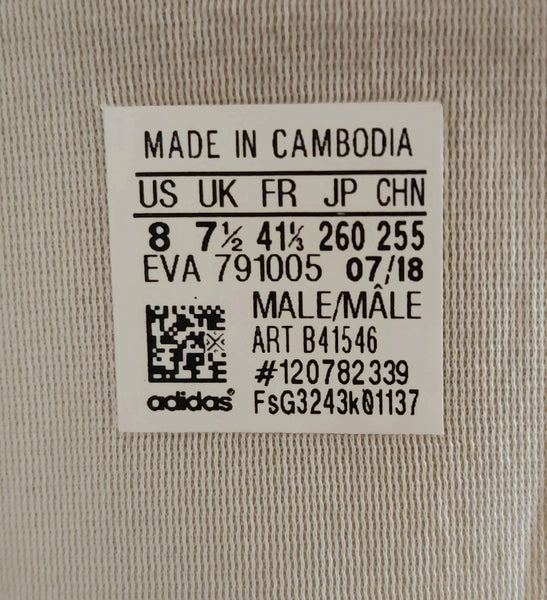 MADE IN CAMBODIA
US UK FR JP CHN
8 7½ 41⅓ 260 255
EVA 791005 07/18
MALE/MÂLE
ART B41546
#120782339
adidas® FsG3243k01137